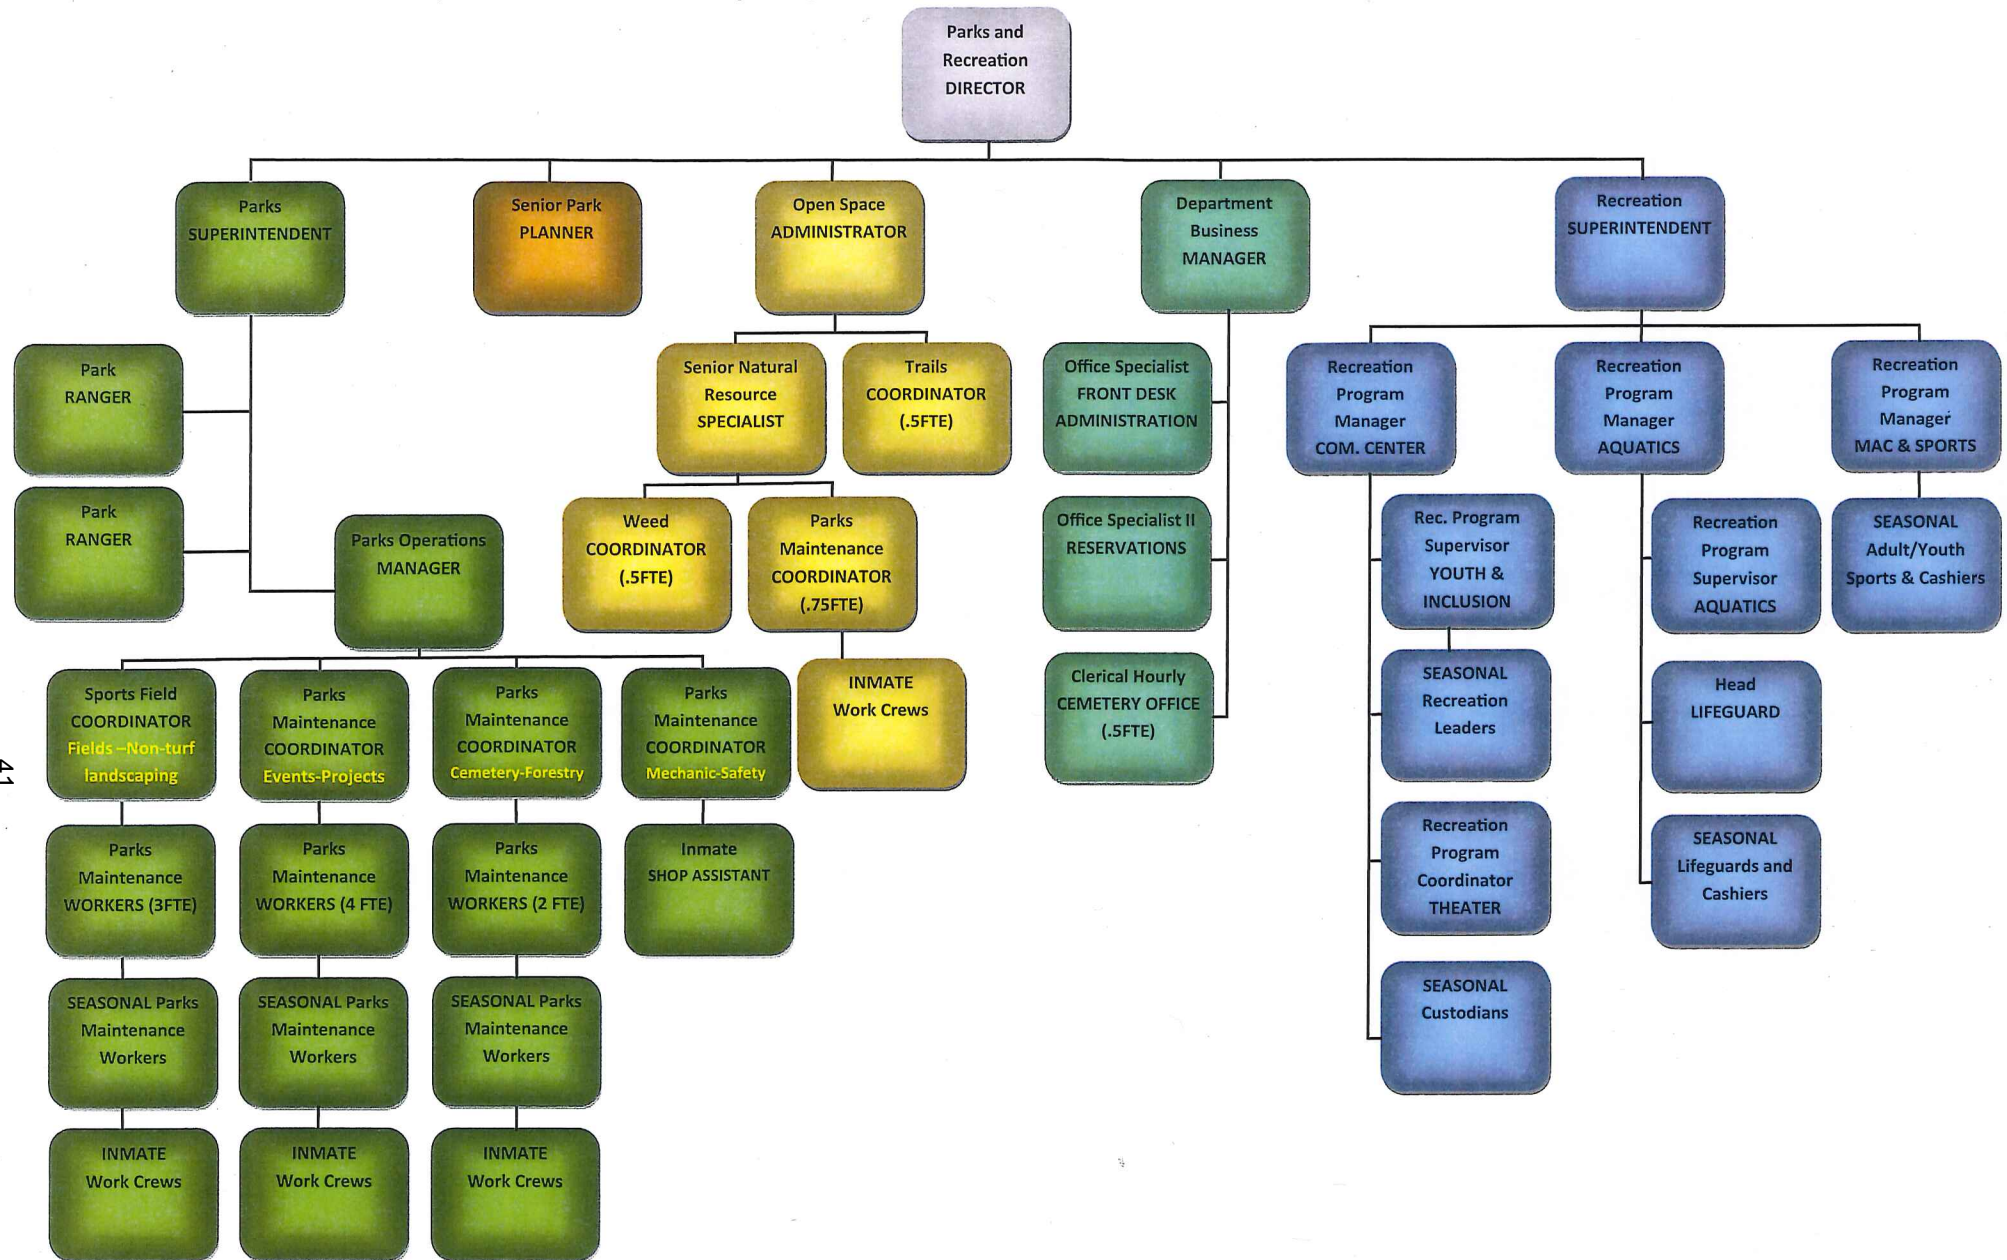 Parks and
Recreation
DIRECTOR
Parks
SUPERINTENDENT
Senior Park
PLANNER
Open Space
ADMINISTRATOR
Department
Business
MANAGER
Recreation
SUPERINTENDENT
Park
RANGER
Park
RANGER
Parks Operations
MANAGER
Sports Field
COORDINATOR
Fields –Non-turf
landscaping
Parks
Maintenance
COORDINATOR
Events-Projects
Parks
Maintenance
COORDINATOR
Cemetery-Forestry
Parks
Maintenance
COORDINATOR
Mechanic-Safety
Parks
Maintenance
WORKERS (3FTE)
Parks
Maintenance
WORKERS (4 FTE)
Parks
Maintenance
WORKERS (2 FTE)
Inmate
SHOP ASSISTANT
SEASONAL Parks
Maintenance
Workers
SEASONAL Parks
Maintenance
Workers
SEASONAL Parks
Maintenance
Workers
INMATE
Work Crews
INMATE
Work Crews
INMATE
Work Crews
Senior Natural
Resource
SPECIALIST
Trails
COORDINATOR
(.5FTE)
Weed
COORDINATOR
(.5FTE)
Parks
Maintenance
COORDINATOR
(.75FTE)
INMATE
Work Crews
Office Specialist
FRONT DESK
ADMINISTRATION
Office Specialist II
RESERVATIONS
Clerical Hourly
CEMETERY OFFICE
(.5FTE)
Recreation
Program
Manager
COM. CENTER
Recreation
Program
Manager
AQUATICS
Recreation
Program
Manager
MAC & SPORTS
Rec. Program
Supervisor
YOUTH &
INCLUSION
SEASONAL
Recreation
Leaders
Recreation
Program
Coordinator
THEATER
SEASONAL
Custodians
Recreation
Program
Supervisor
AQUATICS
Head
LIFEGUARD
SEASONAL
Lifeguards and
Cashiers
SEASONAL
Adult/Youth
Sports & Cashiers
41